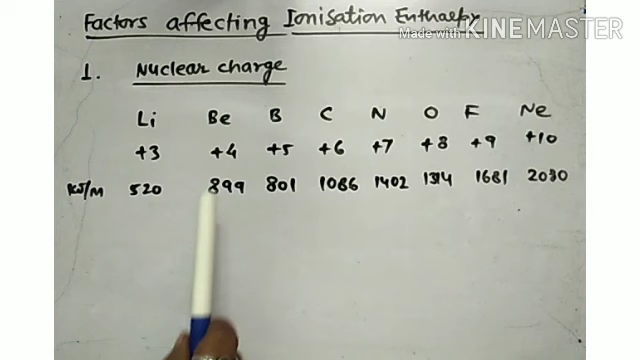 Factors affecting Ionisation Enthalpy
Made with KINEMASTER
1. Nuclear charge
Li Be B C N O F Ne
+3 +4 +5 +6 +7 +8 +9 +10
KJ/M 520 899 801 1086 1402 1314 1681 2080